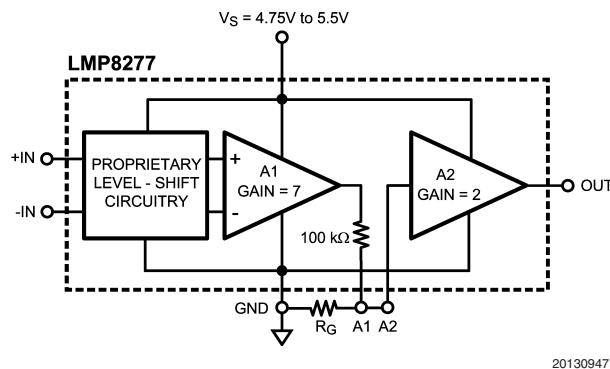 V_S = 4.75V to 5.5V
LMP8277
+IN
-IN
PROPRIETARY
LEVEL - SHIFT
CIRCUITRY
+
-
A1
GAIN = 7
100 kΩ
A2
GAIN = 2
OUT
GND
R_G
A1
A2
20130947